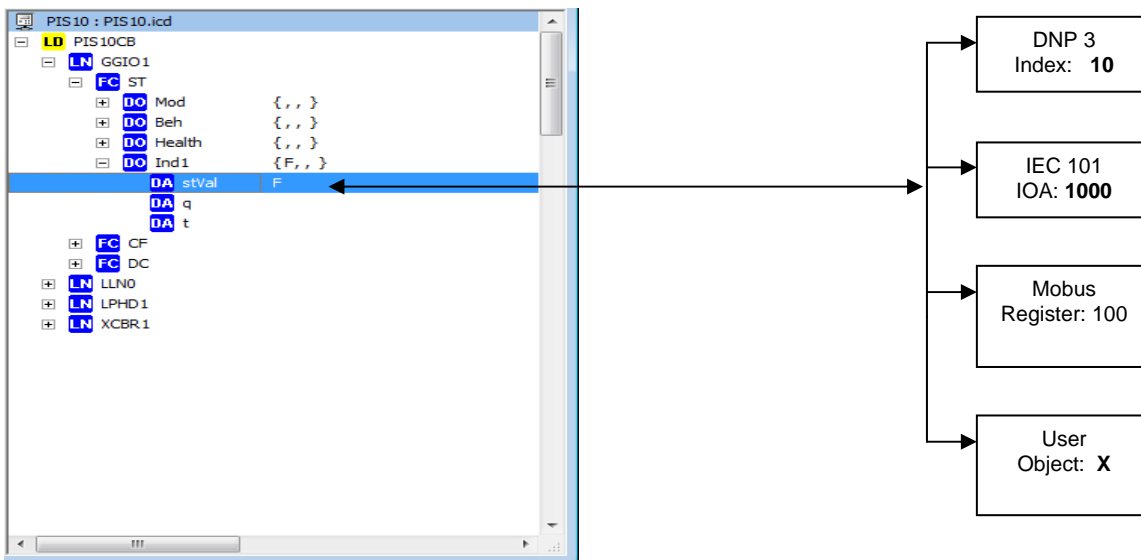 PIS10 : PIS10.icd
LD PIS10CB
LN GGIO1
FC ST
DO Mod {,, }
DO Beh {,, }
DO Health {,, }
DO Ind1 {F,, }
DA stVal F
DA q
DA t
FC CF
FC DC
LN LLN0
LN LPHD1
LN XCBR1
DNP 3
Index: 10
IEC 101
IOA: 1000
Mobus
Register: 100
User
Object: X